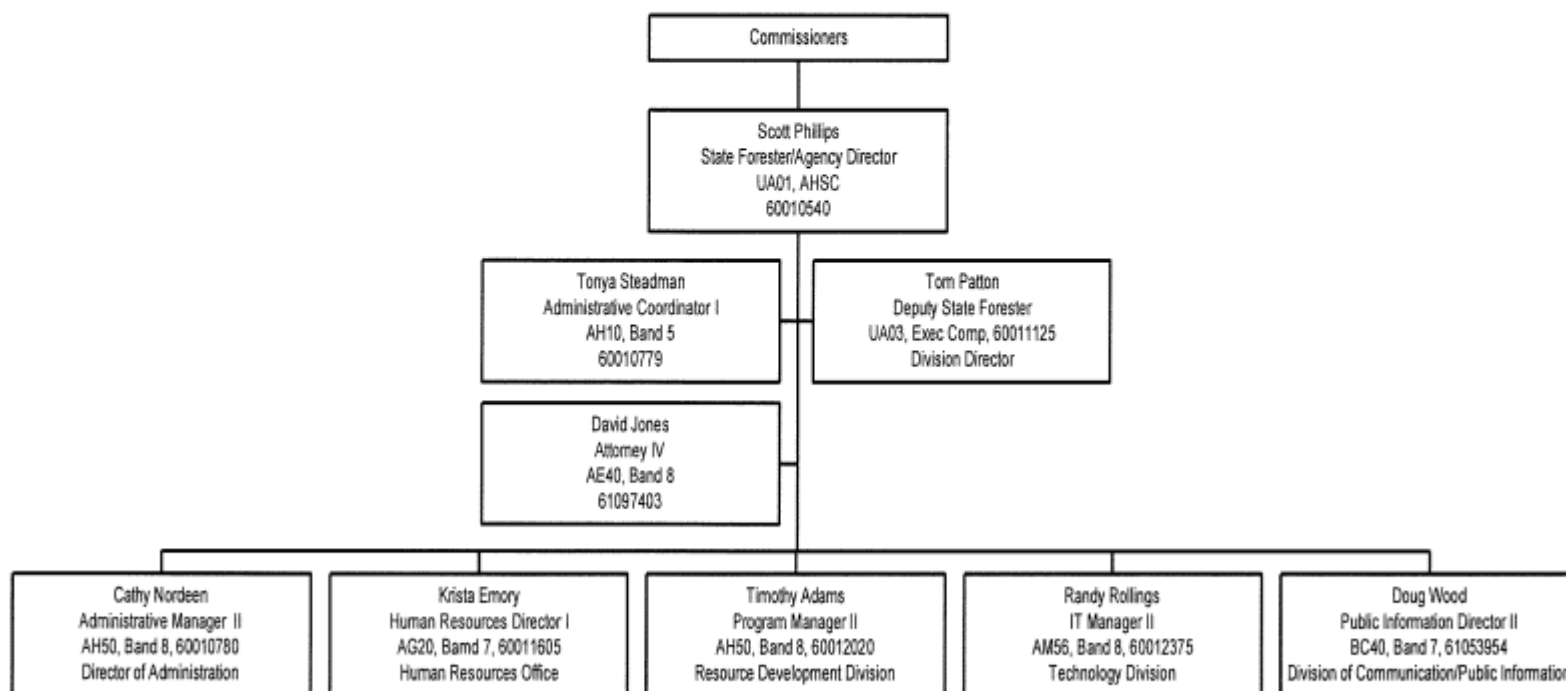 Commissioners
Scott Phillips
State Forester/Agency Director
UA01, AHSC
60010540
Tonya Steadman
Administrative Coordinator I
AH10, Band 5
60010779
Tom Patton
Deputy State Forester
UA03, Exec Comp, 60011125
Division Director
David Jones
Attorney IV
AE40, Band 8
61097403
Cathy Nordeen
Administrative Manager II
AH50, Band 8, 60010780
Director of Administration
Krista Emory
Human Resources Director I
AG20, Bamd 7, 60011605
Human Resources Office
Timothy Adams
Program Manager II
AH50, Band 8, 60012020
Resource Development Division
Randy Rollings
IT Manager II
AM56, Band 8, 60012375
Technology Division
Doug Wood
Public Information Director II
BC40, Band 7, 61053954
Division of Communication/Public Information